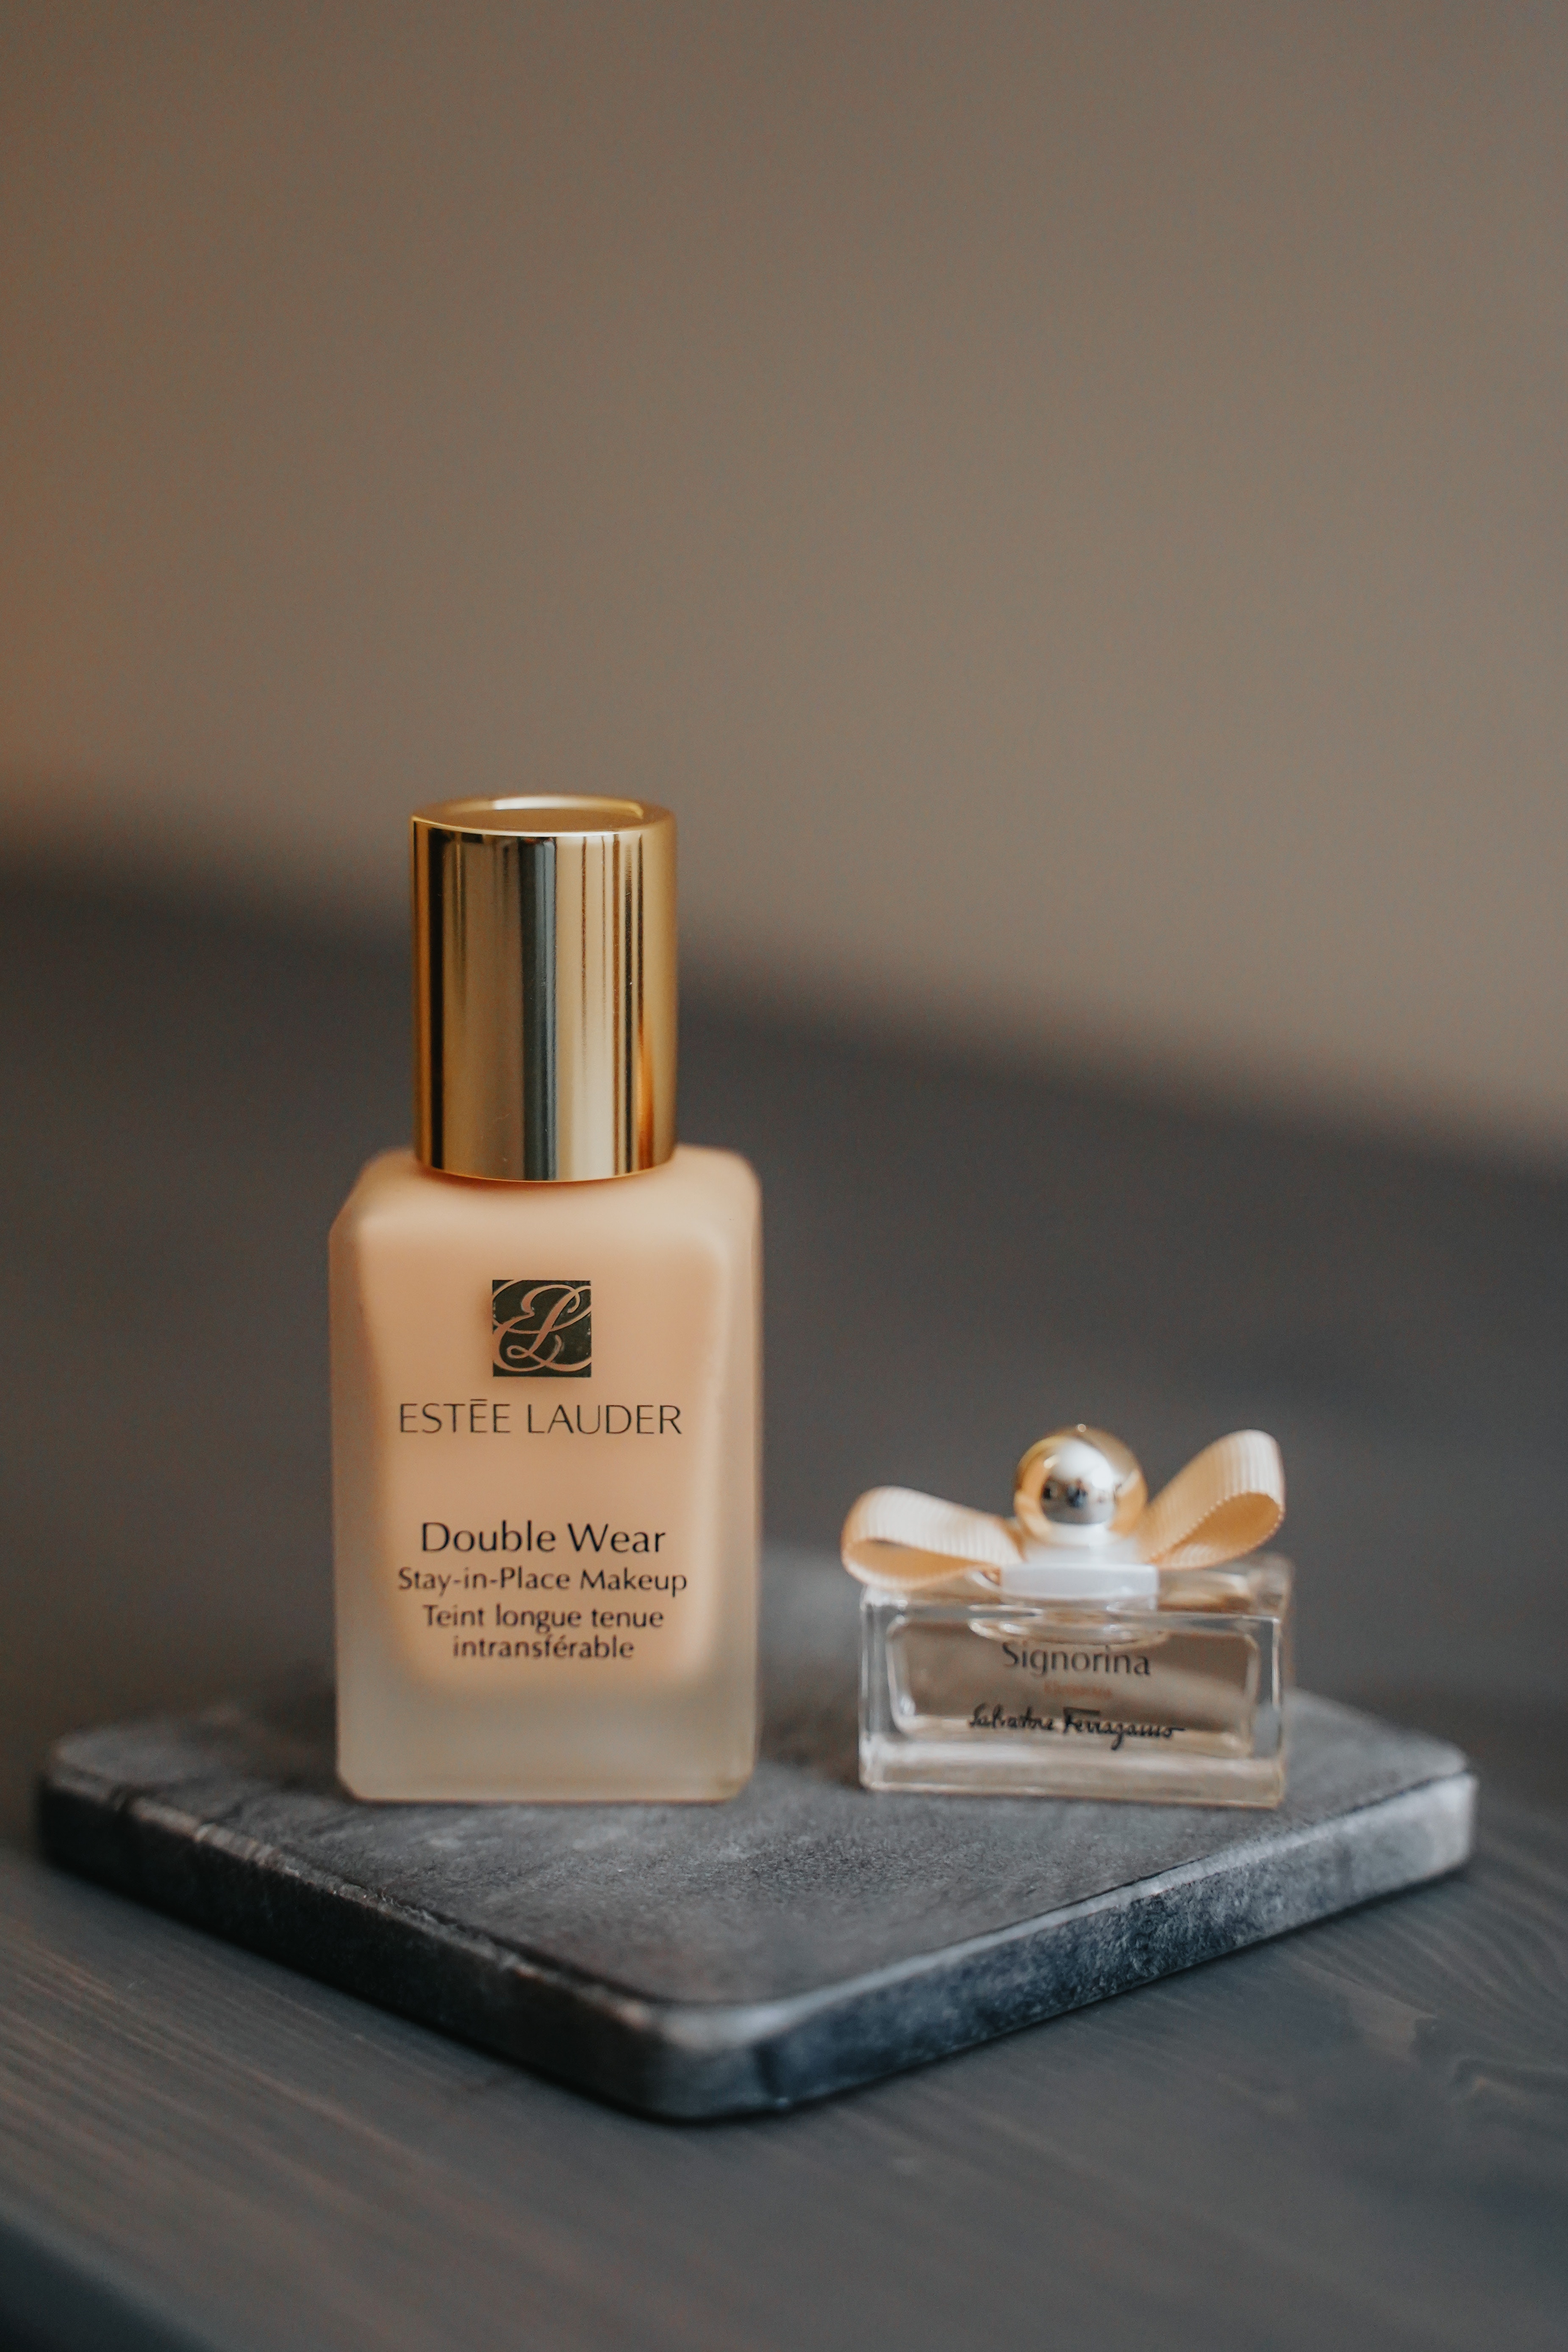 ESTĒE LAUDER
Double Wear
Stay-in-Place Makeup
Teint longue tenue
intransférable
Signorina
Salvatore Ferragamo